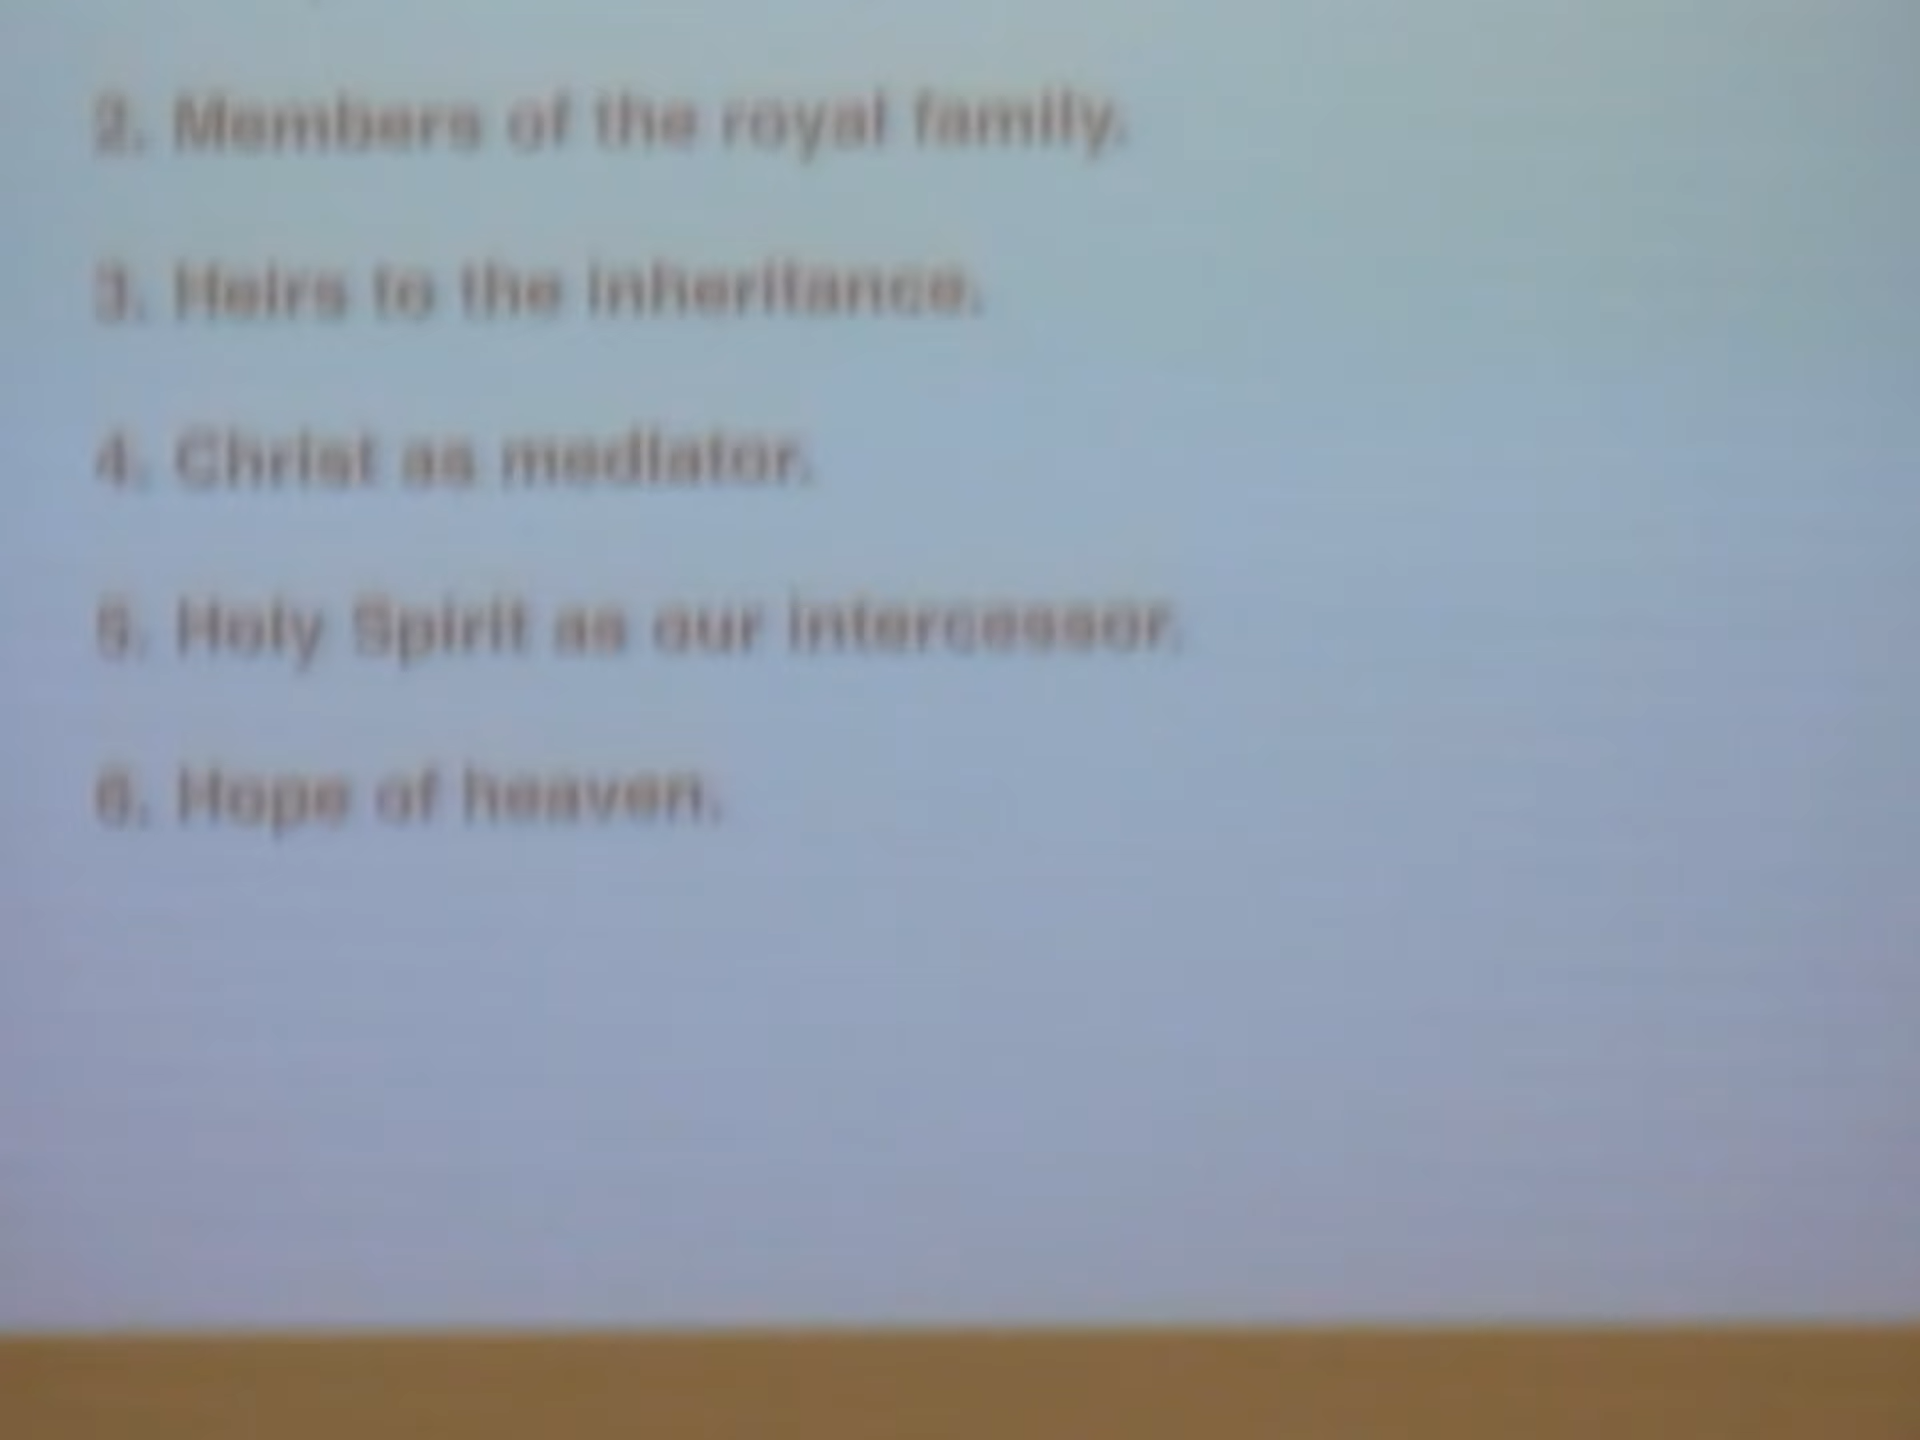 2. Members of the royal family.
3. Heirs to the inheritance.
4. Christ as mediator.
5. Holy Spirit as our intercessor.
6. Hope of heaven.